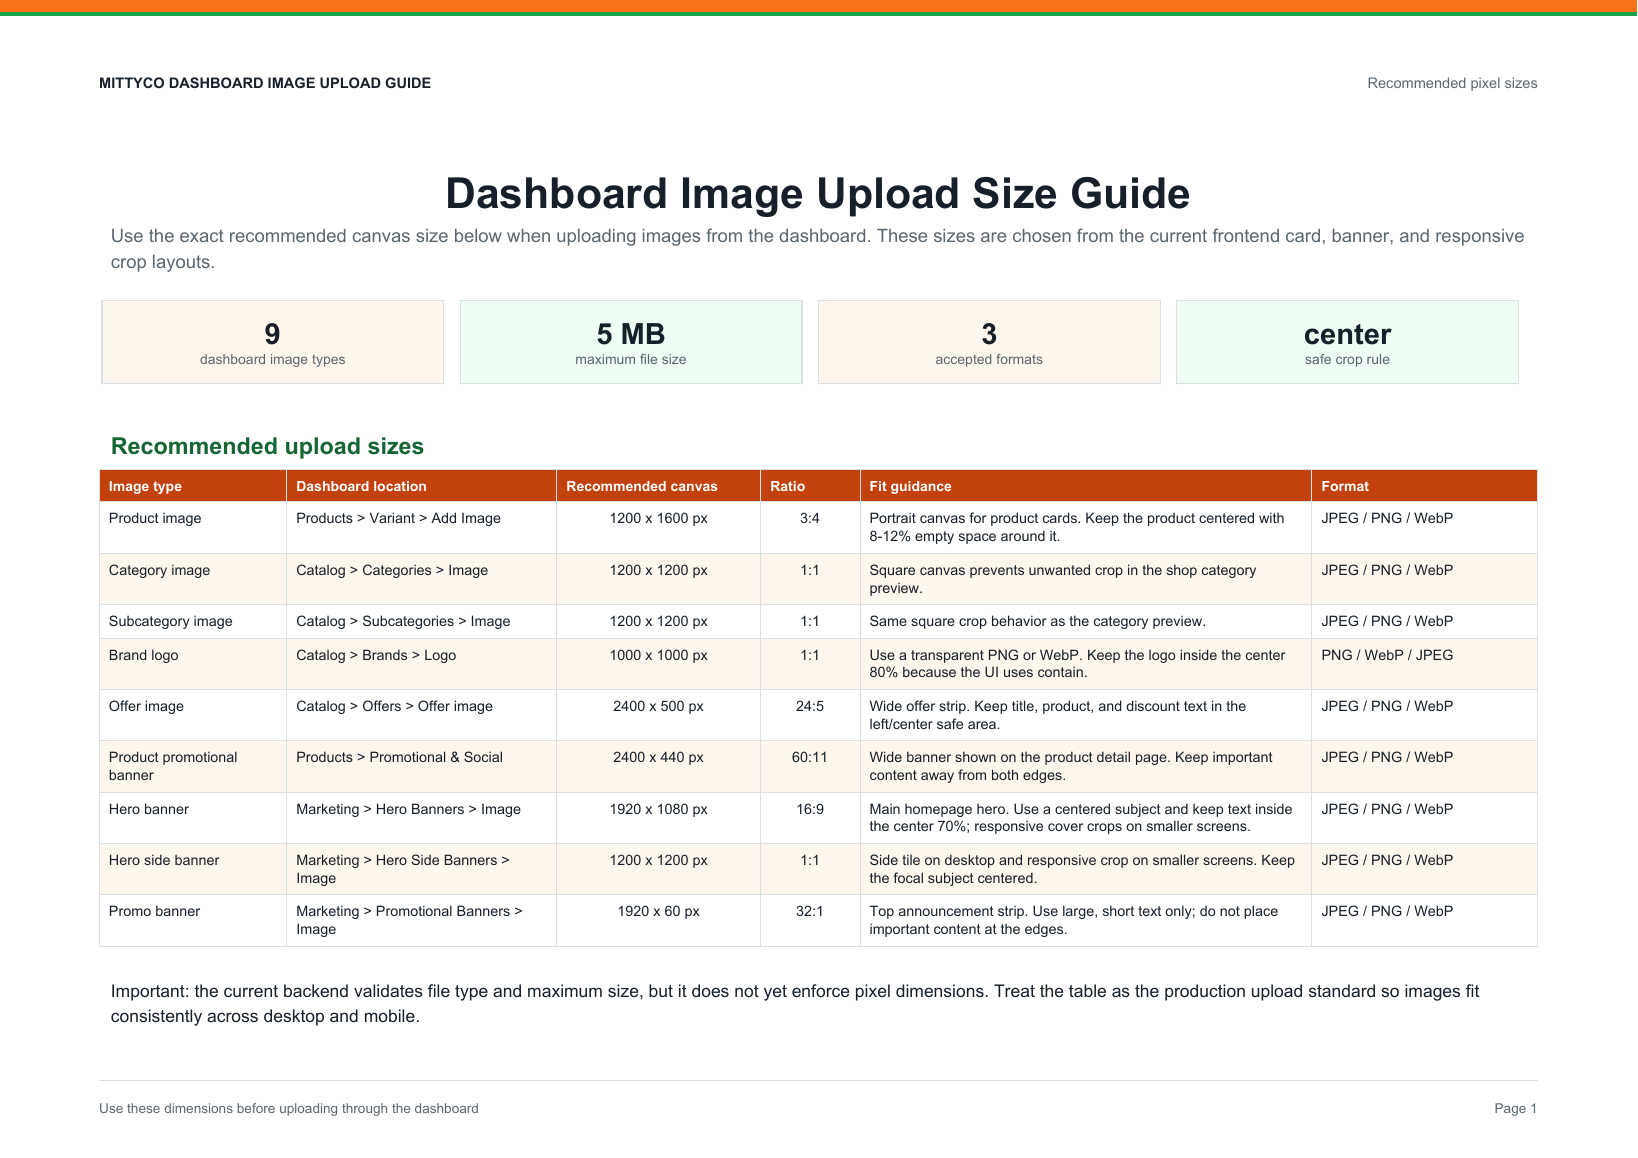 MITTYCO DASHBOARD IMAGE UPLOAD GUIDE
Recommended pixel sizes
Dashboard Image Upload Size Guide
Use the exact recommended canvas size below when uploading images from the dashboard. These sizes are chosen from the current frontend card, banner, and responsive
crop layouts.
9
dashboard image types
5 MB
maximum file size
3
accepted formats
center
safe crop rule
Recommended upload sizes
Image type Dashboard location Recommended canvas Ratio Fit guidance Format
Product image Products > Variant > Add Image 1200 x 1600 px 3:4 Portrait canvas for product cards. Keep the product centered with JPEG / PNG / WebP
8-12% empty space around it.
Category image Catalog > Categories > Image 1200 x 1200 px 1:1 Square canvas prevents unwanted crop in the shop category JPEG / PNG / WebP
preview.
Subcategory image Catalog > Subcategories > Image 1200 x 1200 px 1:1 Same square crop behavior as the category preview. JPEG / PNG / WebP
Brand logo Catalog > Brands > Logo 1000 x 1000 px 1:1 Use a transparent PNG or WebP. Keep the logo inside the center PNG / WebP / JPEG
80% because the UI uses contain.
Offer image Catalog > Offers > Offer image 2400 x 500 px 24:5 Wide offer strip. Keep title, product, and discount text in the JPEG / PNG / WebP
left/center safe area.
Product promotional Products > Promotional & Social 2400 x 440 px 60:11 Wide banner shown on the product detail page. Keep important JPEG / PNG / WebP
banner content away from both edges.
Hero banner Marketing > Hero Banners > Image 1920 x 1080 px 16:9 Main homepage hero. Use a centered subject and keep text inside JPEG / PNG / WebP
the center 70%; responsive cover crops on smaller screens.
Hero side banner Marketing > Hero Side Banners > 1200 x 1200 px 1:1 Side tile on desktop and responsive crop on smaller screens. Keep JPEG / PNG / WebP
Image the focal subject centered.
Promo banner Marketing > Promotional Banners > 1920 x 60 px 32:1 Top announcement strip. Use large, short text only; do not place JPEG / PNG / WebP
Image important content at the edges.
Important: the current backend validates file type and maximum size, but it does not yet enforce pixel dimensions. Treat the table as the production upload standard so images fit
consistently across desktop and mobile.
Use these dimensions before uploading through the dashboard
Page 1